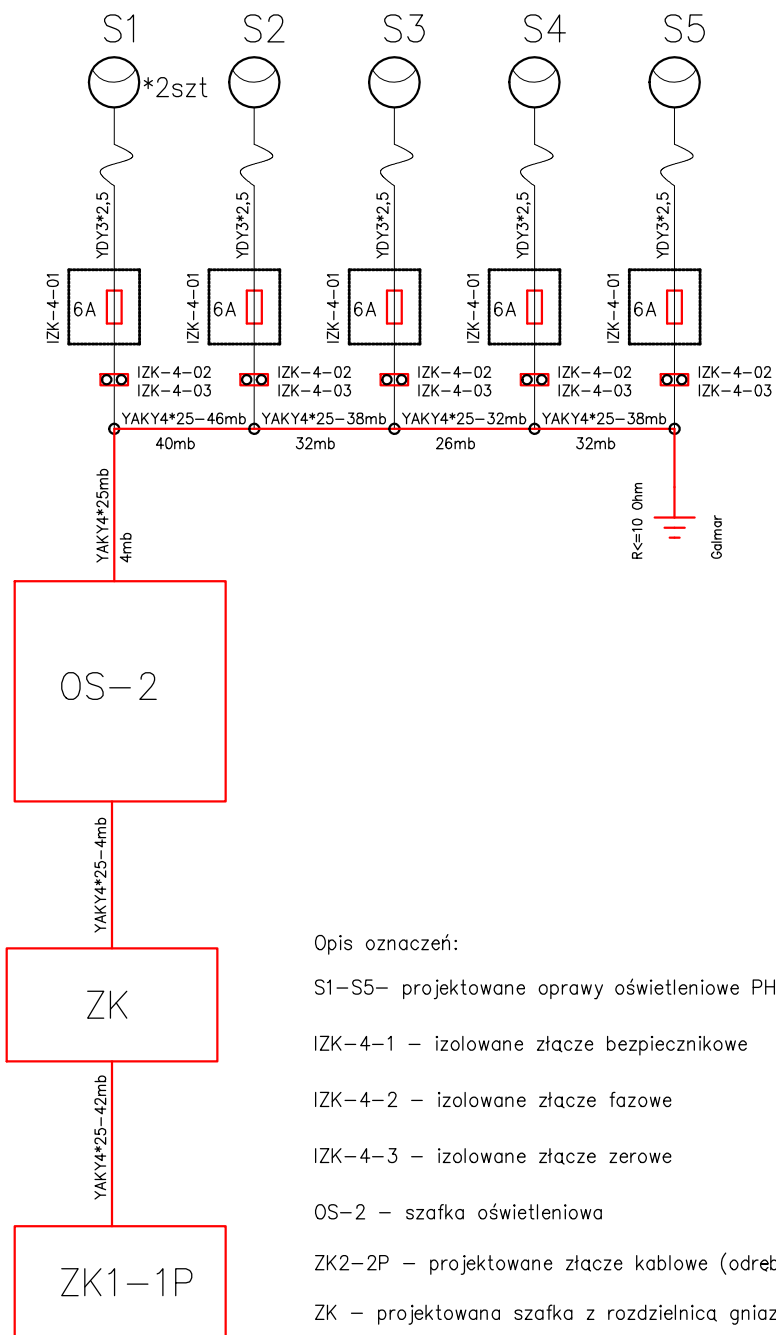 S1 S2 S3 S4 S5
*2szt
YDY3*2,5 YDY3*2,5 YDY3*2,5 YDY3*2,5 YDY3*2,5
IZK-4-01 IZK-4-01 IZK-4-01 IZK-4-01 IZK-4-01
6A 6A 6A 6A 6A
IZK-4-02 IZK-4-02 IZK-4-02 IZK-4-02 IZK-4-02
IZK-4-03 IZK-4-03 IZK-4-03 IZK-4-03 IZK-4-03
YAKY4*25-46mb YAKY4*25-38mb YAKY4*25-32mb YAKY4*25-38mb
40mb 32mb 26mb 32mb
YAKY4*25mb
4mb
R<=10 Ohm
Galmar
OS-2
YAKY4*25-4mb
ZK
YAKY4*25-42mb
ZK1-1P
Opis oznaczeń:
S1-S5- projektowane oprawy oświetleniowe PH
IZK-4-1 - izolowane złącze bezpiecznikowe
IZK-4-2 - izolowane złącze fazowe
IZK-4-3 - izolowane złącze zerowe
OS-2 - szafka oświetleniowa
ZK2-2P - projektowane złącze kablowe (odręb
ZK - projektowana szafka z rozdzielnicą gniaz